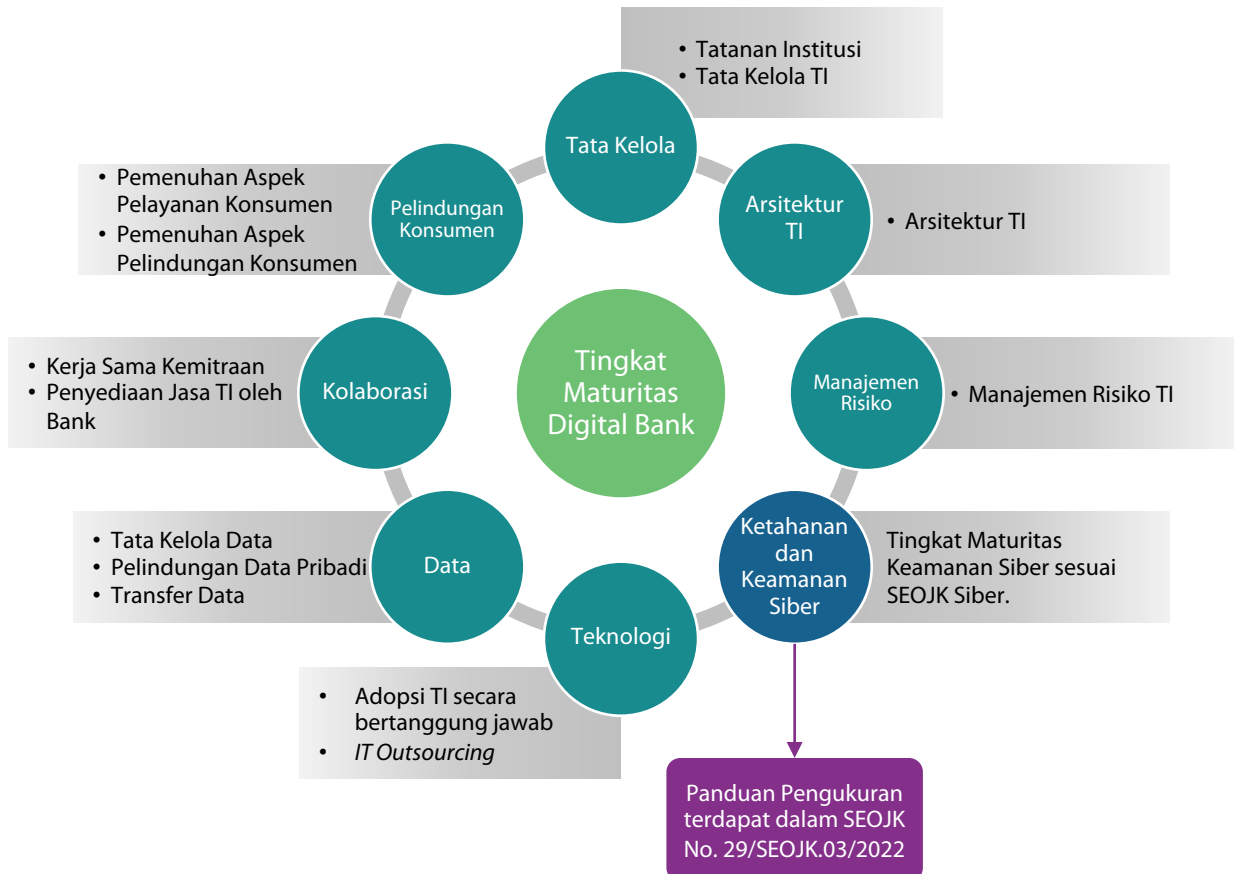 • Tatanan Institusi
• Tata Kelola TI
Tata Kelola
• Pemenuhan Aspek
Pelayanan Konsumen
• Pemenuhan Aspek
Pelindungan Konsumen
Pelindungan
Konsumen
Arsitektur
TI
• Arsitektur TI
• Kerja Sama Kemitraan
• Penyediaan Jasa TI oleh
Bank
Kolaborasi
Tingkat
Maturitas
Digital Bank
Manajemen
Risiko
• Manajemen Risiko TI
• Tata Kelola Data
• Pelindungan Data Pribadi
• Transfer Data
Data
Ketahanan
dan
Keamanan
Siber
Tingkat Maturitas
Keamanan Siber sesuai
SEOJK Siber.
Teknologi
• Adopsi TI secara
bertanggung jawab
• IT Outsourcing
Panduan Pengukuran
terdapat dalam SEOJK
No. 29/SEOJK.03/2022